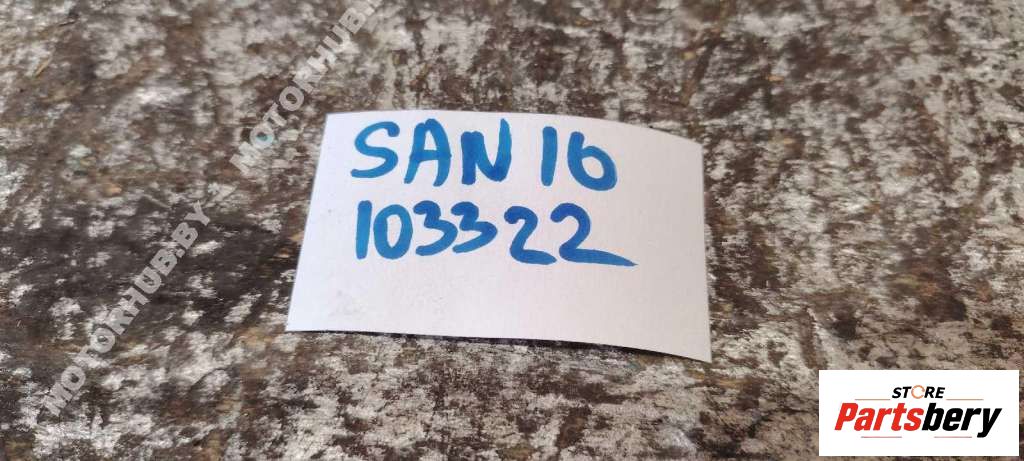 MOTORHUB.BY
SAN 16
103322
MOTORHUB.BY
STORE
Partsbery